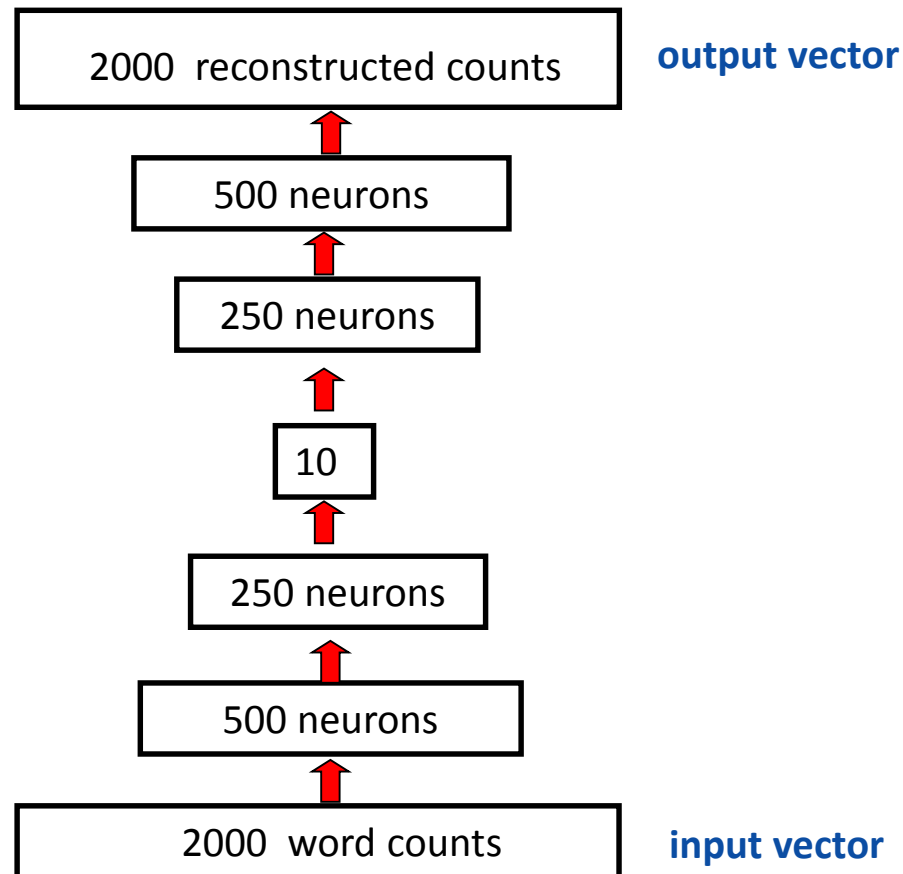 2000 reconstructed counts
output vector
500 neurons
250 neurons
10
250 neurons
500 neurons
2000 word counts
input vector